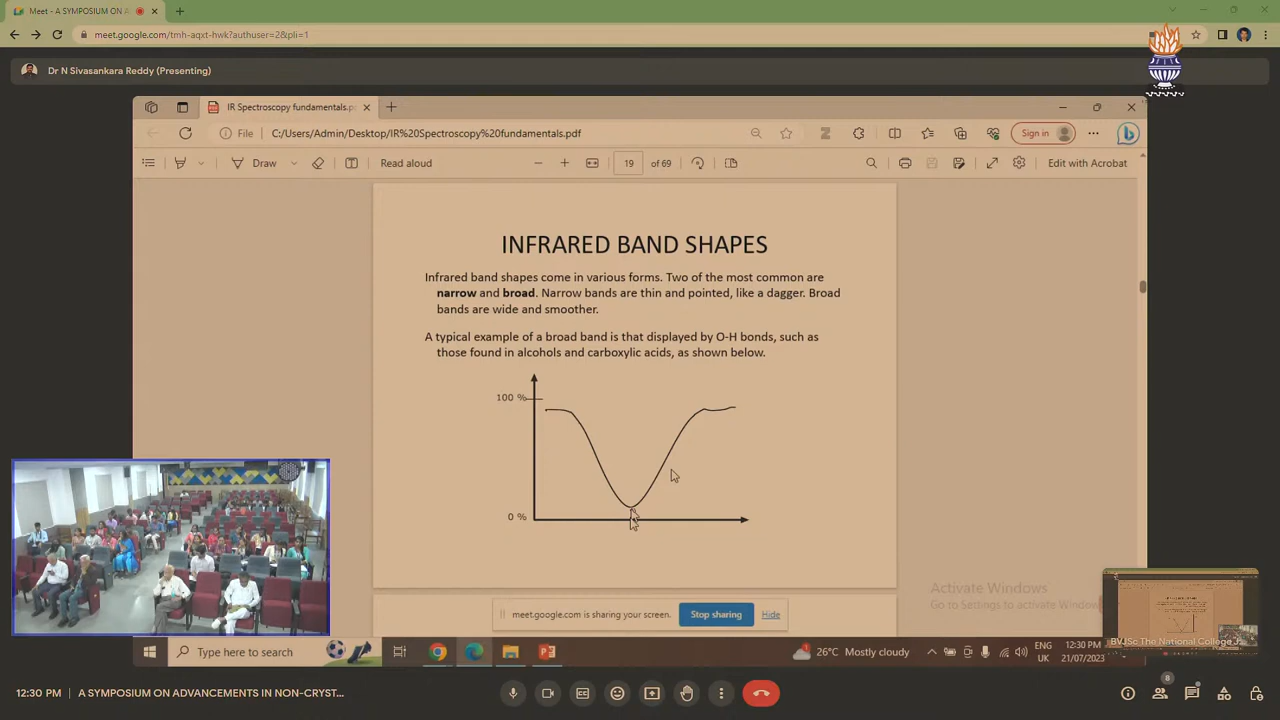 Meet - A SYMPOSIUM ON A
meet.google.com/tmh-aqxt-hwk?authuser=2&pli=1
Dr N Sivasankara Reddy (Presenting)
IR Spectroscopy fundamentals.p
File
C:/Users/Admin/Desktop/IR%20Spectroscopy%20fundamentals.pdf
Sign in
Draw
Read aloud
19
of 69
Edit with Acrobat
INFRARED BAND SHAPES
Infrared band shapes come in various forms. Two of the most common are
narrow and broad. Narrow bands are thin and pointed, like a dagger. Broad
bands are wide and smoother.
A typical example of a broad band is that displayed by O-H bonds, such as
those found in alcohols and carboxylic acids, as shown below.
100 %
0 %
Activate Windows
Go to Settings to activate Window
meet.google.com is sharing your screen.
Stop sharing
Hide
BVJSc The National College
Type here to search
26°C Mostly cloudy
ENG
UK
12:30 PM
21/07/2023
12:30 PM | A SYMPOSIUM ON ADVANCEMENTS IN NON-CRYST...
8